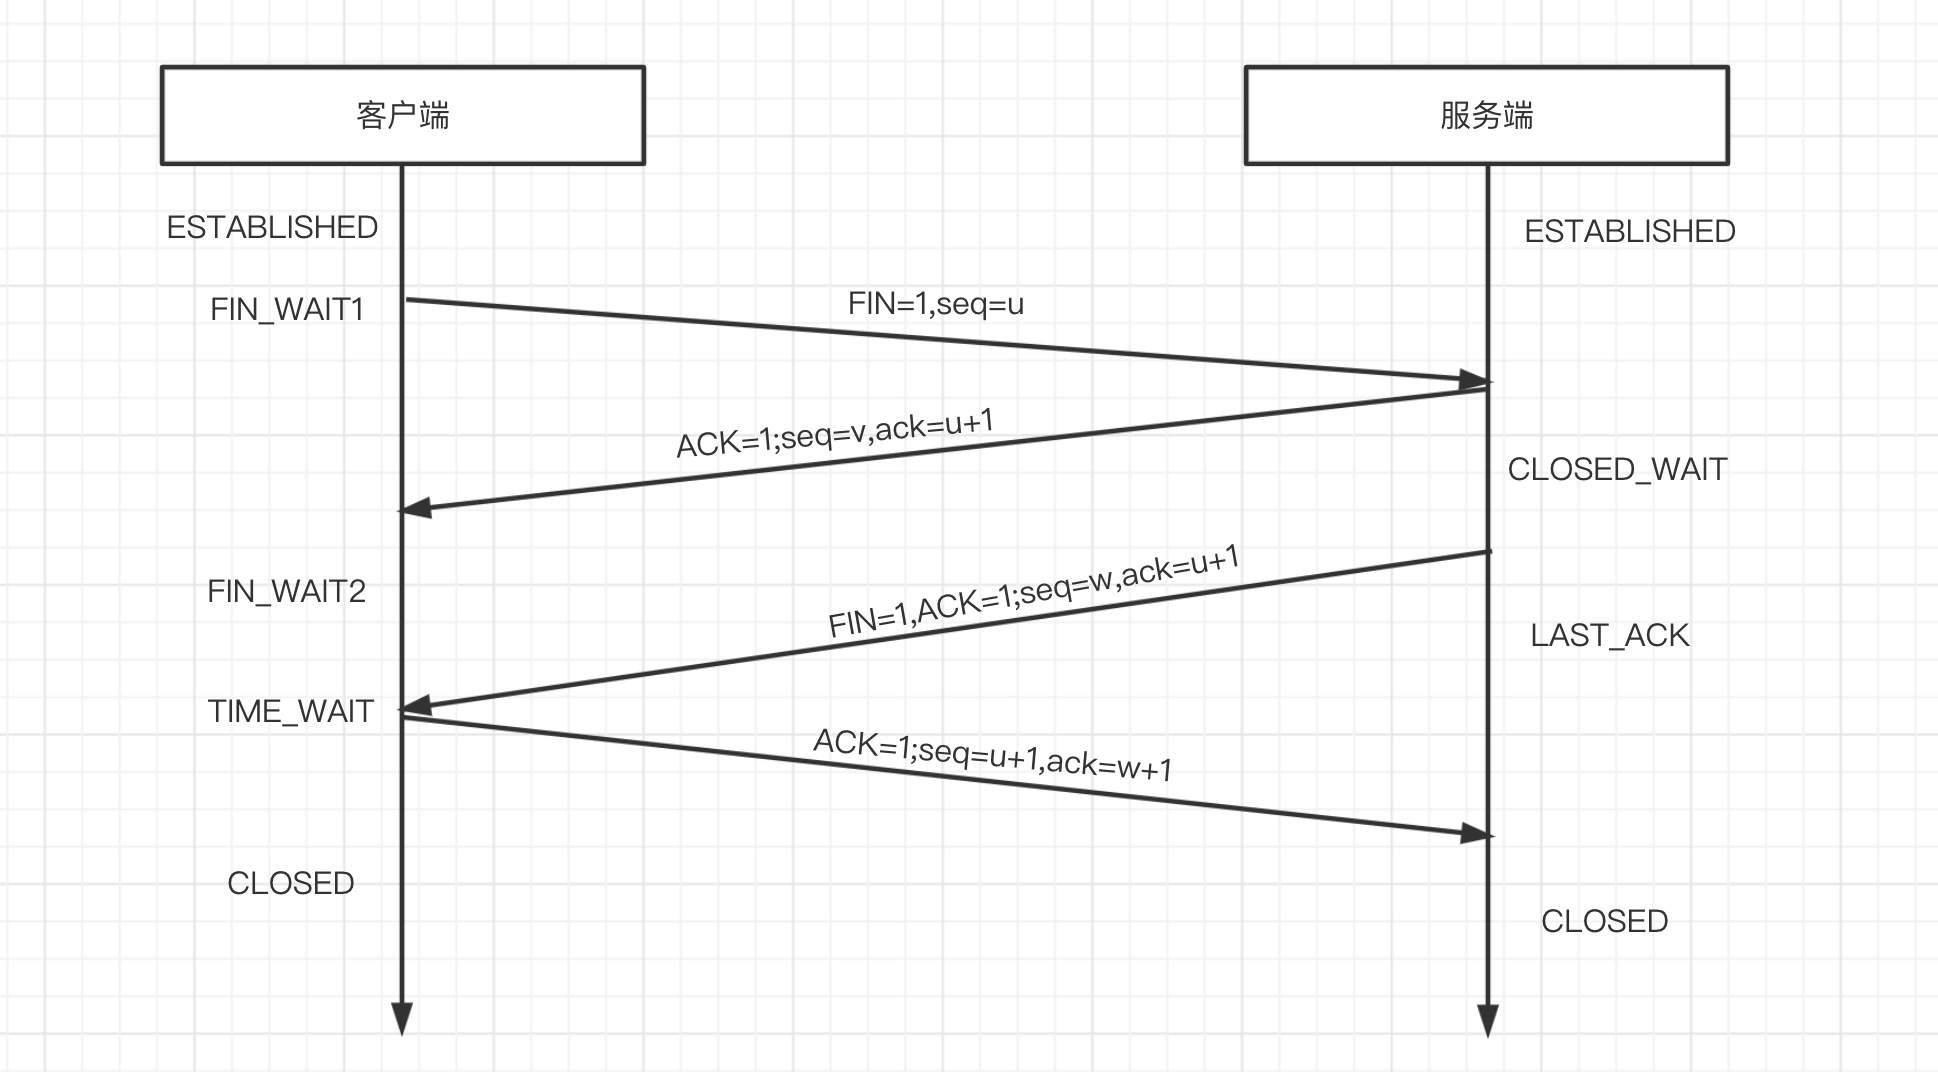 客户端
服务端
ESTABLISHED
ESTABLISHED
FIN_WAIT1
FIN=1,seq=u
ACK=1;seq=v,ack=u+1
CLOSED_WAIT
FIN=1,ACK=1;seq=w,ack=u+1
FIN_WAIT2
LAST_ACK
TIME_WAIT
ACK=1;seq=u+1,ack=w+1
CLOSED
CLOSED